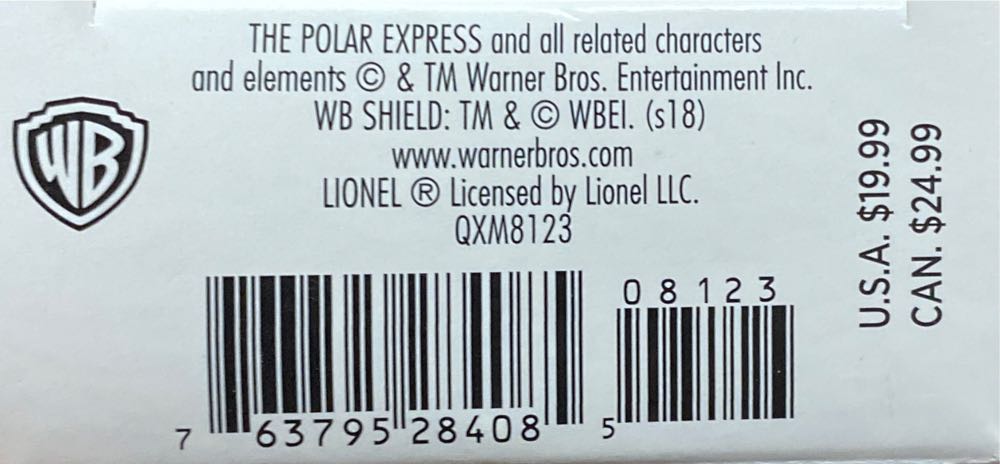 THE POLAR EXPRESS and all related characters
and elements © & TM Warner Bros. Entertainment Inc.
WB SHIELD: TM & © WBEI. (s18)
www.warnerbros.com
LIONEL ® Licensed by Lionel LLC.
QXM8123
WB
U.S.A. $19.99
CAN. $24.99
08123
7 63795 28408 5